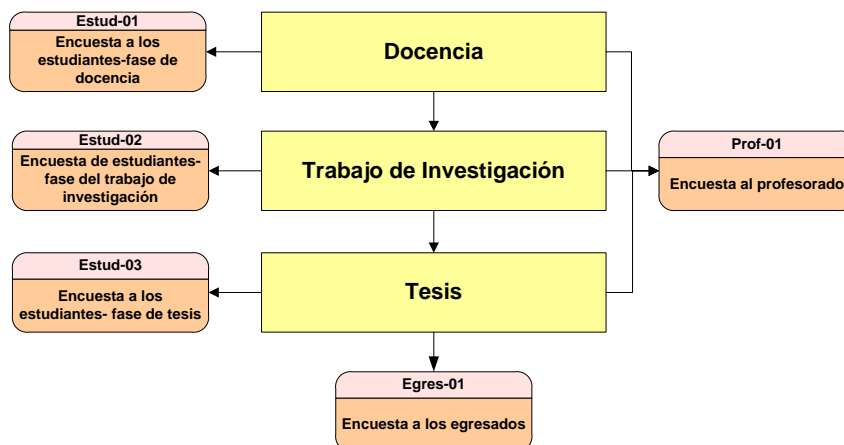 Estud-01
Encuesta a los
estudiantes-fase de
docencia
Docencia
Estud-02
Encuesta de estudiantes-
fase del trabajo de
investigación
Trabajo de Investigación
Prof-01
Encuesta al profesorado
Estud-03
Encuesta a los
estudiantes- fase de tesis
Tesis
Egres-01
Encuesta a los egresados